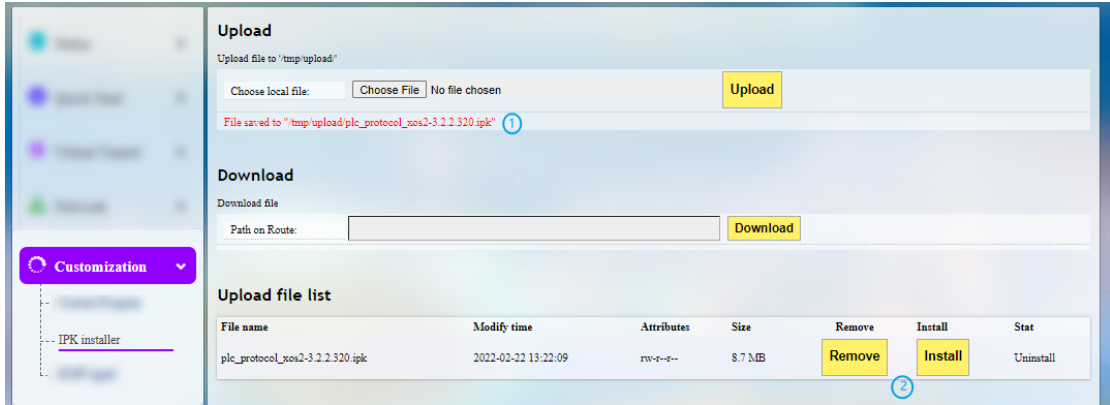 Upload
Upload file to '/tmp/upload/'
Choose local file: Choose File No file chosen Upload
File saved to "/tmp/upload/plc_protocol_xos2-3.2.2.320.ipk" 1
Download
Download file
Path on Route: Download
Customization
IPK installer
Upload file list
File name Modify time Attributes Size Remove Install Stat
plc_protocol_xos2-3.2.2.320.ipk 2022-02-22 13:22:09 rw-r--r-- 8.7 MB Remove Install Uninstall
2